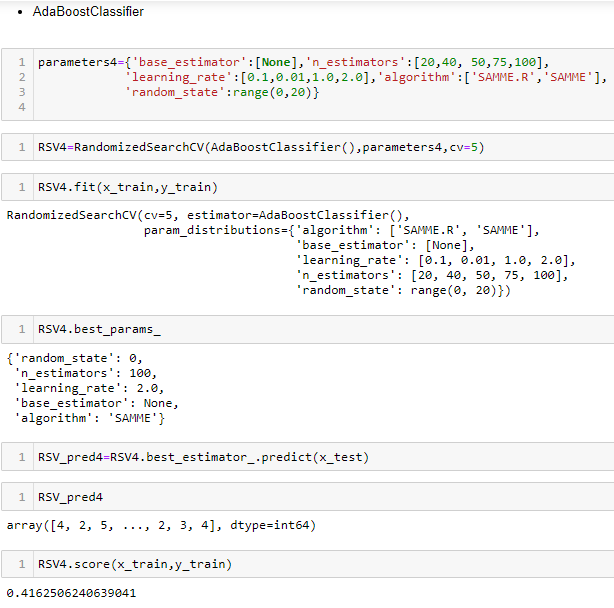 • AdaBoostClassifier
1 parameters4={'base_estimator':[None],'n_estimators':[20,40, 50,75,100],
2 'learning_rate':[0.1,0.01,1.0,2.0],'algorithm':['SAMME.R','SAMME'],
3 'random_state':range(0,20)}
4
1 RSV4=RandomizedSearchCV(AdaBoostClassifier(),parameters4,cv=5)
1 RSV4.fit(x_train,y_train)
RandomizedSearchCV(cv=5, estimator=AdaBoostClassifier(),
param_distributions={'algorithm': ['SAMME.R', 'SAMME'],
'base_estimator': [None],
'learning_rate': [0.1, 0.01, 1.0, 2.0],
'n_estimators': [20, 40, 50, 75, 100],
'random_state': range(0, 20)})
1 RSV4.best_params_
{'random_state': 0,
'n_estimators': 100,
'learning_rate': 2.0,
'base_estimator': None,
'algorithm': 'SAMME'}
1 RSV_pred4=RSV4.best_estimator_.predict(x_test)
1 RSV_pred4
array([4, 2, 5, ..., 2, 3, 4], dtype=int64)
1 RSV4.score(x_train,y_train)
0.4162506240639041